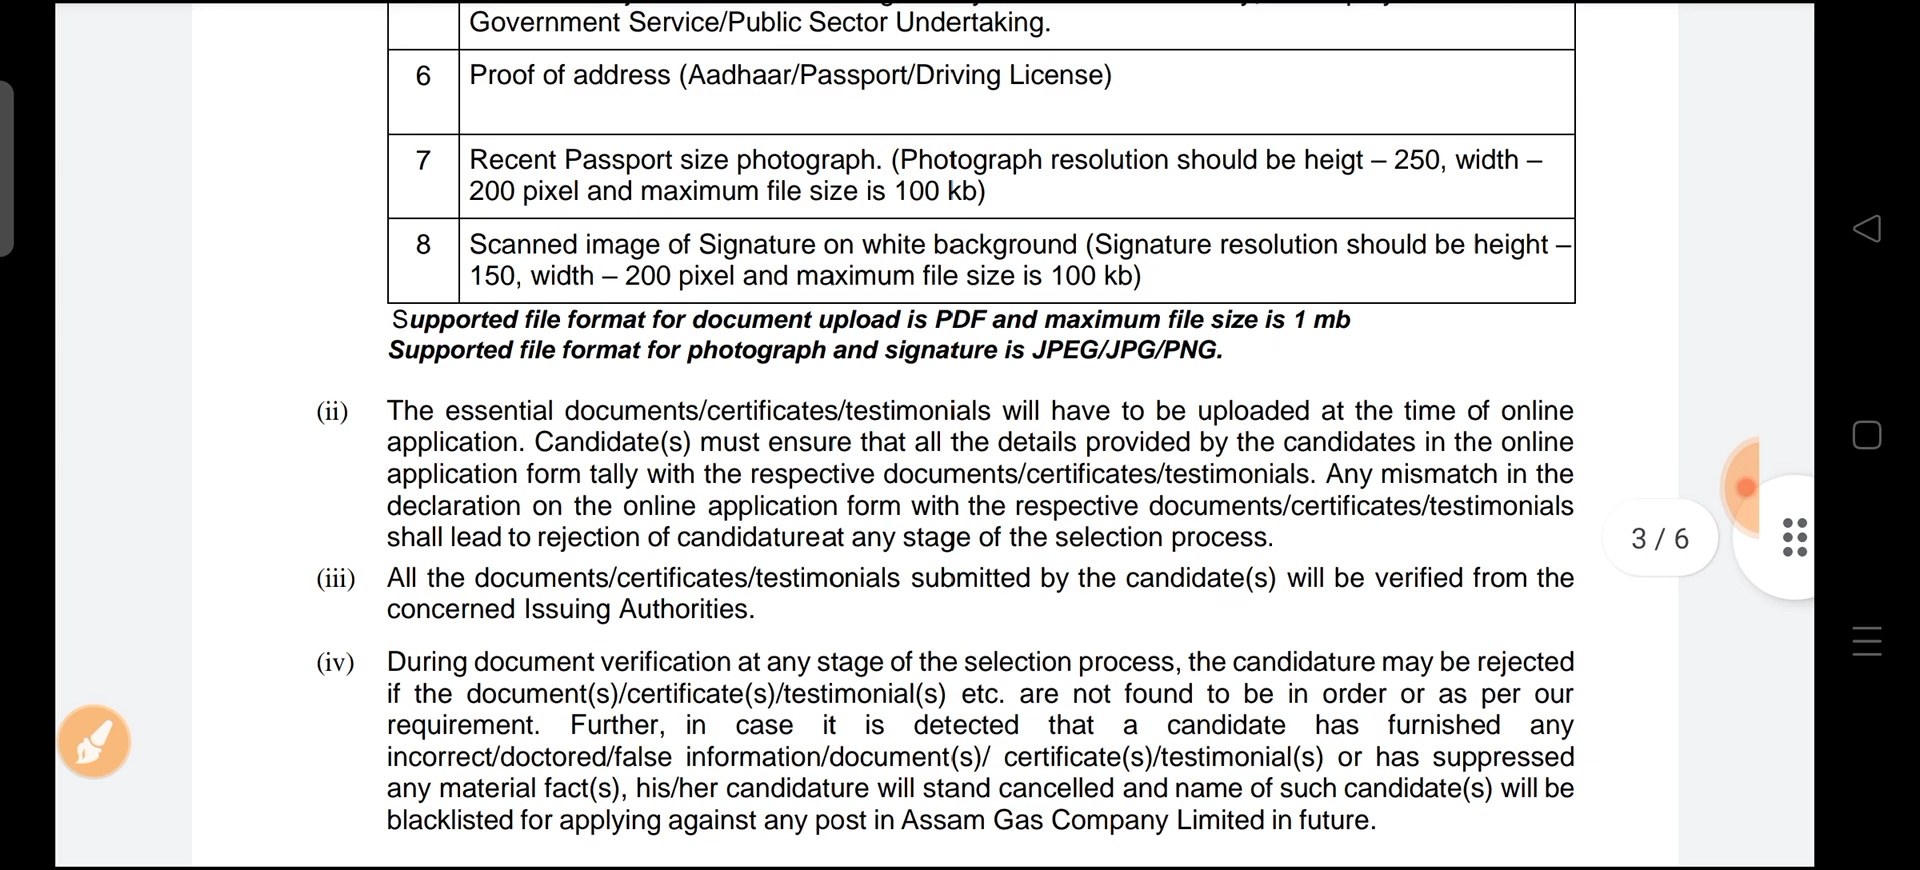 Government Service/Public Sector Undertaking.
6 Proof of address (Aadhaar/Passport/Driving License)
7 Recent Passport size photograph. (Photograph resolution should be heigt – 250, width –
200 pixel and maximum file size is 100 kb)
8 Scanned image of Signature on white background (Signature resolution should be height –
150, width – 200 pixel and maximum file size is 100 kb)
Supported file format for document upload is PDF and maximum file size is 1 mb
Supported file format for photograph and signature is JPEG/JPG/PNG.
(ii) The essential documents/certificates/testimonials will have to be uploaded at the time of online
application. Candidate(s) must ensure that all the details provided by the candidates in the online
application form tally with the respective documents/certificates/testimonials. Any mismatch in the
declaration on the online application form with the respective documents/certificates/testimonials
shall lead to rejection of candidatureat any stage of the selection process.
3 / 6
(iii) All the documents/certificates/testimonials submitted by the candidate(s) will be verified from the
concerned Issuing Authorities.
(iv) During document verification at any stage of the selection process, the candidature may be rejected
if the document(s)/certificate(s)/testimonial(s) etc. are not found to be in order or as per our
requirement. Further, in case it is detected that a candidate has furnished any
incorrect/doctored/false information/document(s)/ certificate(s)/testimonial(s) or has suppressed
any material fact(s), his/her candidature will stand cancelled and name of such candidate(s) will be
blacklisted for applying against any post in Assam Gas Company Limited in future.